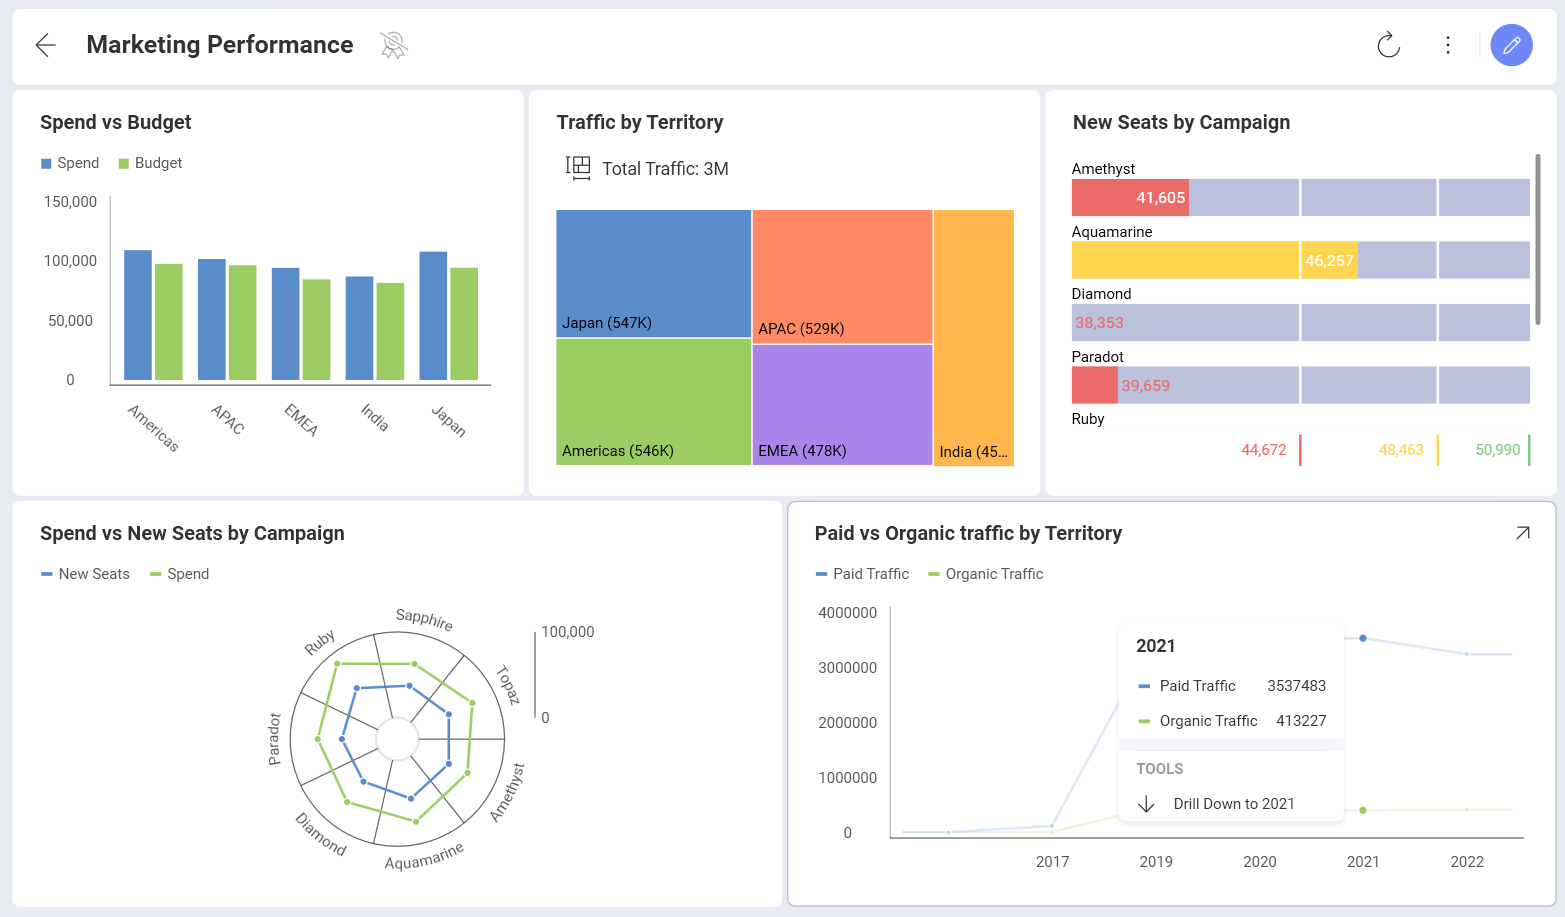 Marketing Performance
Spend vs Budget
Spend
Budget
150,000
100,000
50,000
0
Americas
APAC
EMEA
India
Japan
Traffic by Territory
Total Traffic: 3M
Japan (547K)
APAC (529K)
Americas (546K)
EMEA (478K)
India (45...
New Seats by Campaign
Amethyst
41,605
Aquamarine
46,257
Diamond
38,353
Paradot
39,659
Ruby
44,672
48,463
50,990
Spend vs New Seats by Campaign
New Seats
Spend
Sapphire
Topaz
Amethyst
Aquamarine
Diamond
Paradot
Ruby
100,000
0
Paid vs Organic traffic by Territory
Paid Traffic
Organic Traffic
4000000
3000000
2000000
1000000
0
2017
2019
2020
2021
2022
2021
Paid Traffic 3537483
Organic Traffic 413227
TOOLS
Drill Down to 2021